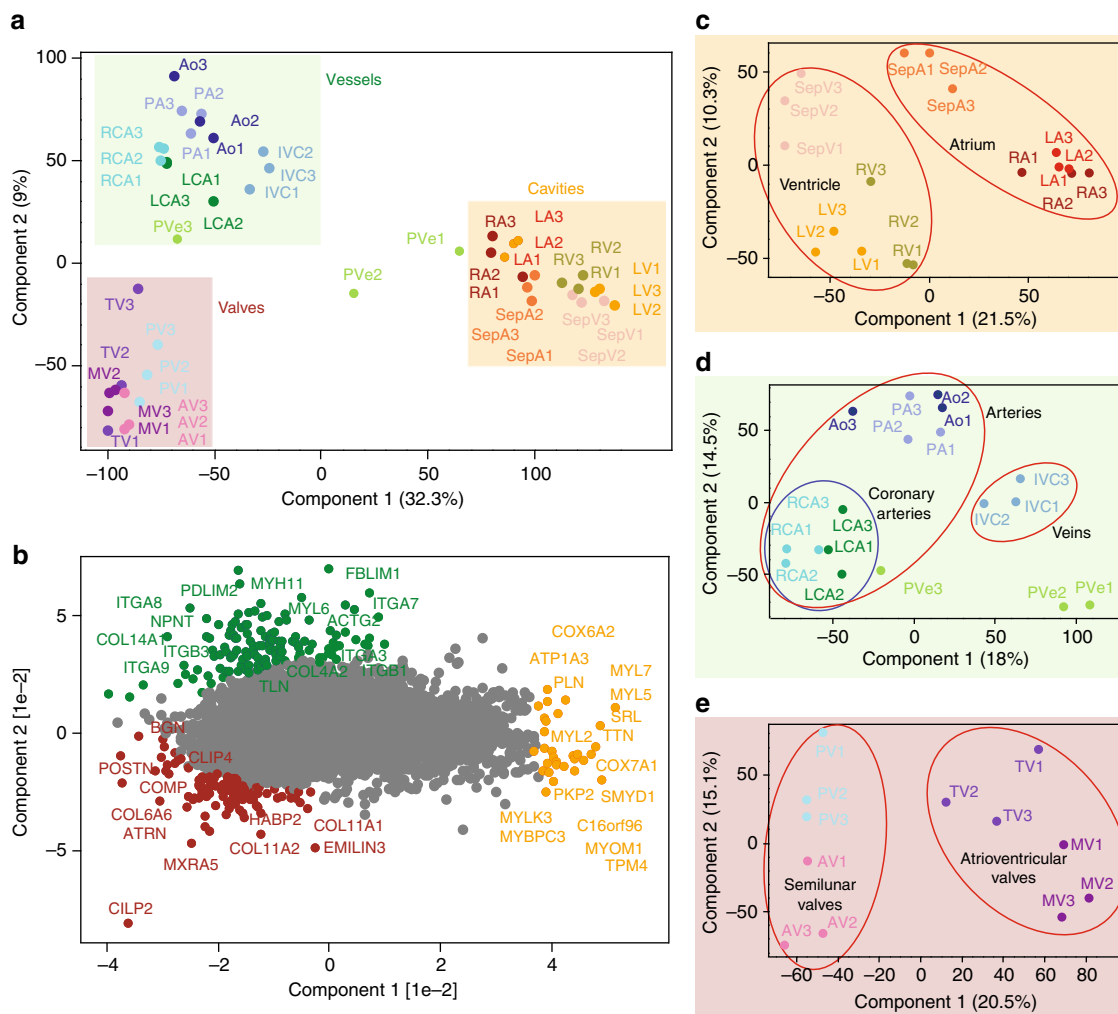 a
Component 2 (9%)
100
50
0
−50
−100
−50
0
50
100
Component 1 (32.3%)
Vessels
Ao3
PA2
PA3
Ao2
RCA3
PA1
Ao1
IVC2
RCA2
IVC3
RCA1
LCA1
IVC1
LCA3
LCA2
PVe3
PVe1
PVe2
Cavities
RA3
LA3
LA2
RV2
LA1
RV3
RV1
LV1
RA2
LV3
RA1
LV2
SepA2
SepV3
SepA3
SepV1
SepA1
SepV2
Valves
TV3
PV3
TV2
PV2
MV2
PV1
MV3
AV3
MV1
AV2
TV1
AV1
b
Component 2 [1e−2]
5
0
−5
−4
−2
0
2
4
Component 1 [1e−2]
FBLIM1
PDLIM2
MYH11
ITGA8
MYL6
ITGA7
NPNT
ACTG2
COL14A1
ITGB3
ITGA3
COX6A2
ITGA9
COL4A2
ITGB1
ATP1A3
TLN
PLN
MYL7
MYL5
BGN
SRL
MYL2
TTN
POSTN
CLIP4
COX7A1
COMP
PKP2
SMYD1
COL6A6
HABP2
MYLK3
ATRN
COL11A1
C16orf96
MYBPC3
MXRA5
COL11A2
EMILIN3
MYOM1
TPM4
CILP2
c
Component 2 (10.3%)
50
0
−50
−50
0
50
Component 1 (21.5%)
SepV3
SepA1
SepA2
SepV2
SepA3
SepV1
Atrium
LA3
Ventricle
RV3
RA1
LA2
LA1
RA3
RA2
LV3
RV2
LV2
LV1
RV1
d
Component 2 (14.5%)
50
0
−50
−50
0
50
100
Component 1 (18%)
PA3
Ao2
Arteries
Ao3
Ao1
PA2
PA1
Coronary
arteries
IVC3
RCA3
IVC1
LCA3
IVC2
RCA1
LCA1
Veins
RCA2
LCA2
PVe3
PVe2
PVe1
e
Component 2 (15.1%)
50
0
−50
−60
−40
−20
0
20
40
60
80
Component 1 (20.5%)
PV1
TV1
PV2
TV2
PV3
TV3
AV1
MV1
Semilunar
valves
Atrioventricular
valves
MV2
MV3
AV3
AV2